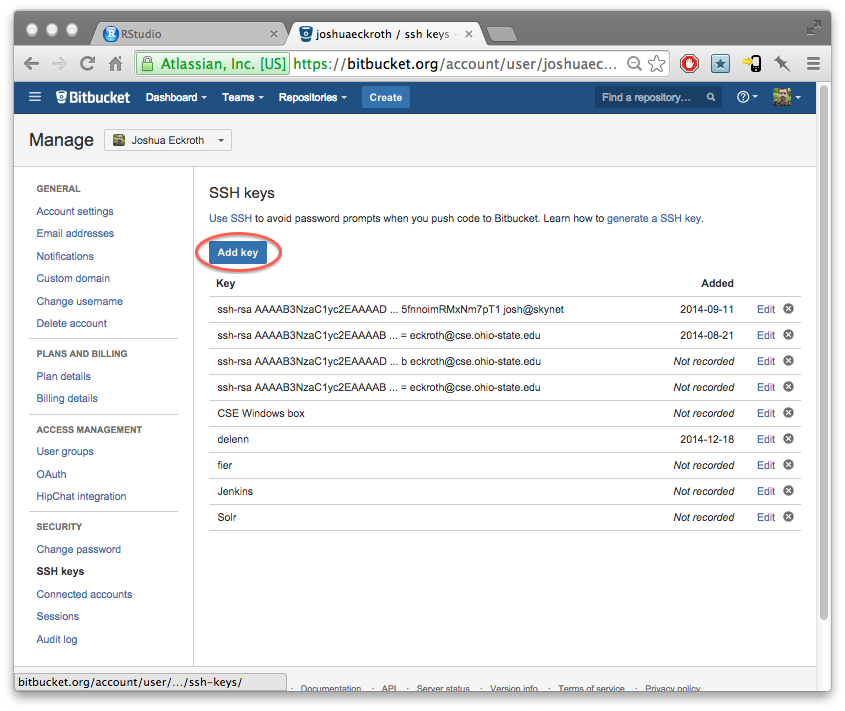 RStudio
joshuaeckroth / ssh keys -
Atlassian, Inc. [US] https://bitbucket.org/account/user/joshuaec...
Bitbucket Dashboard Teams Repositories Create Find a repository... ?
Manage Joshua Eckroth
GENERAL
Account settings
Email addresses
Notifications
Custom domain
Change username
Delete account
PLANS AND BILLING
Plan details
Billing details
ACCESS MANAGEMENT
User groups
OAuth
HipChat integration
SECURITY
Change password
SSH keys
Connected accounts
Sessions
Audit log
SSH keys
Use SSH to avoid password prompts when you push code to Bitbucket. Learn how to generate a SSH key.
Add key
Key Added
ssh-rsa AAAAB3NzaC1yc2EAAAAD ... 5fnnoimRMxNm7pT1 josh@skynet 2014-09-11 Edit
ssh-rsa AAAAB3NzaC1yc2EAAAAB ... = eckroth@cse.ohio-state.edu 2014-08-21 Edit
ssh-rsa AAAAB3NzaC1yc2EAAAAD ... b eckroth@cse.ohio-state.edu Not recorded Edit
ssh-rsa AAAAB3NzaC1yc2EAAAAB ... = eckroth@cse.ohio-state.edu Not recorded Edit
CSE Windows box Not recorded Edit
delenn 2014-12-18 Edit
fier Not recorded Edit
Jenkins Not recorded Edit
Solr Not recorded Edit
bitbucket.org/account/user/.../ssh-keys/
· Documentation · API · Server status · Version info · Terms of service · Privacy policy